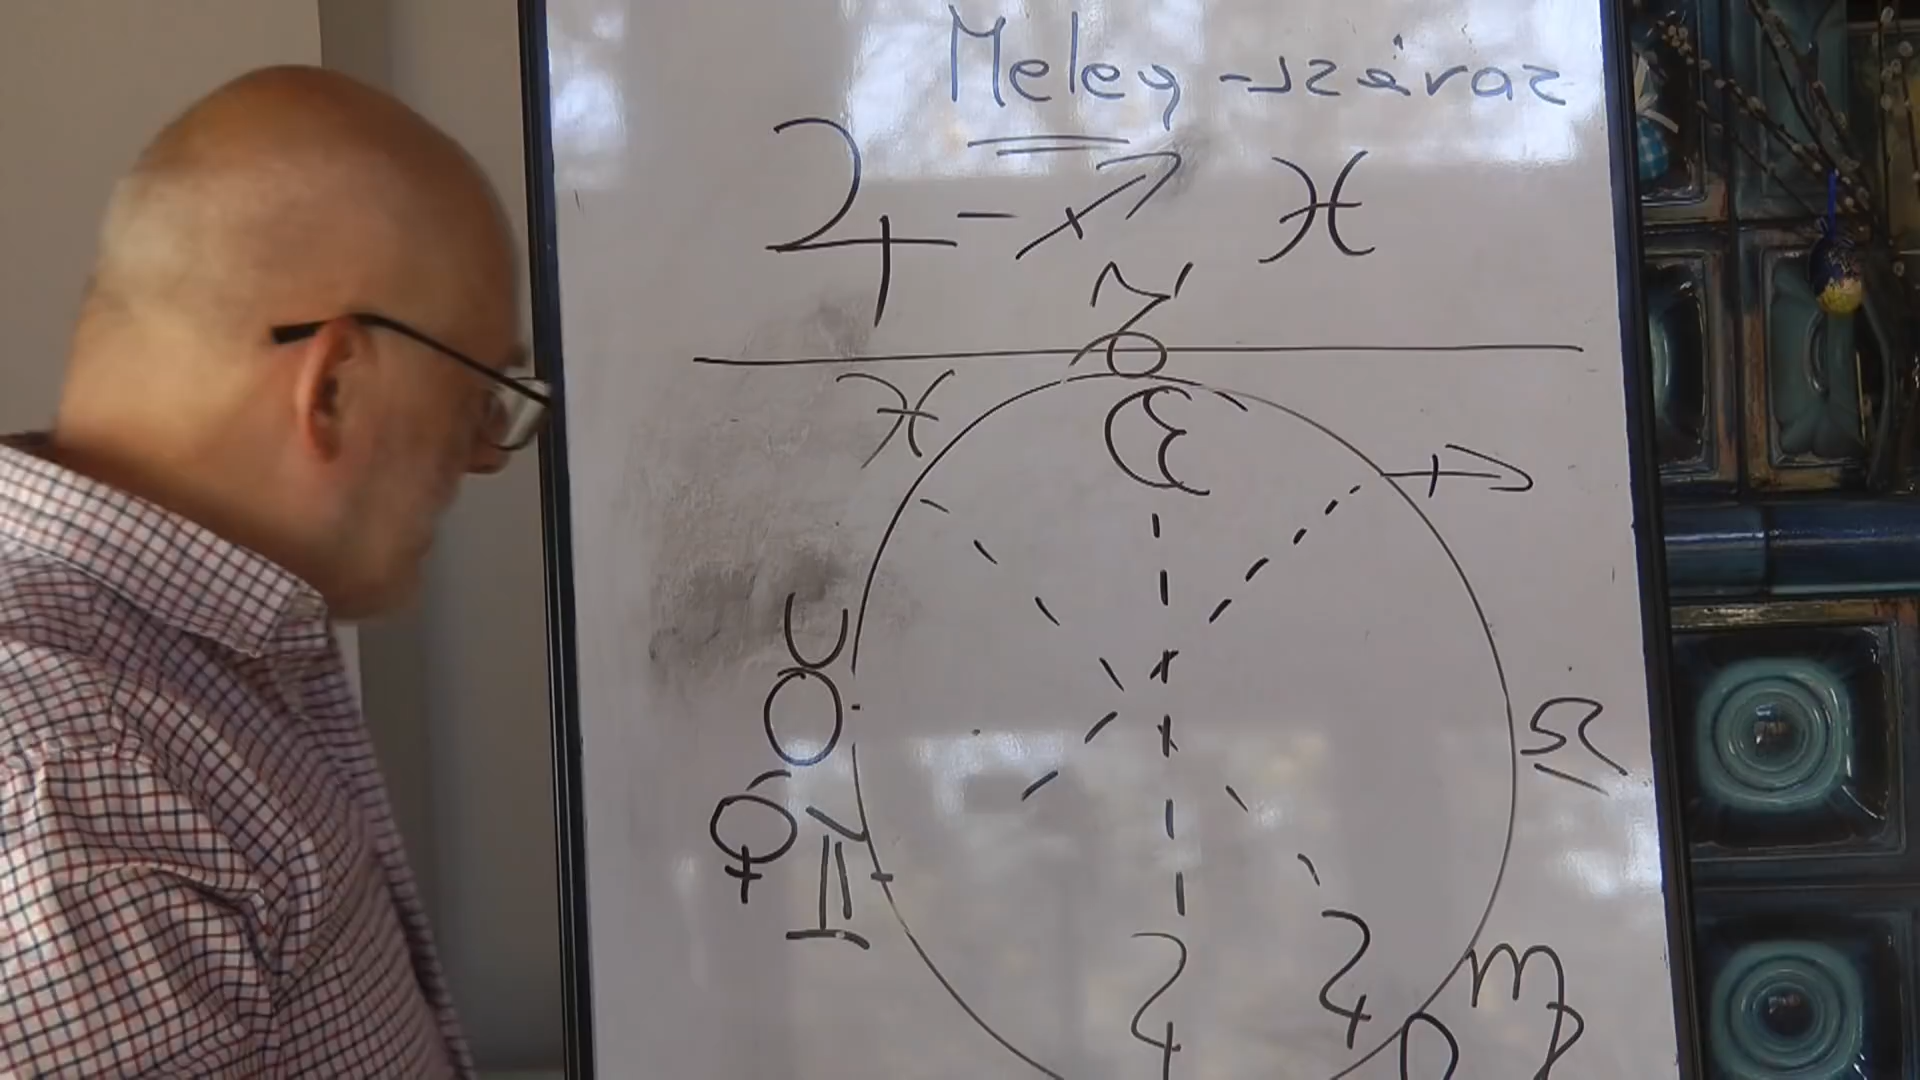 Meleg - száraz
♃ - ♐ ♓
♑
♓ ☾
♉
♌
♀ ♊
♃ ♃ ♍